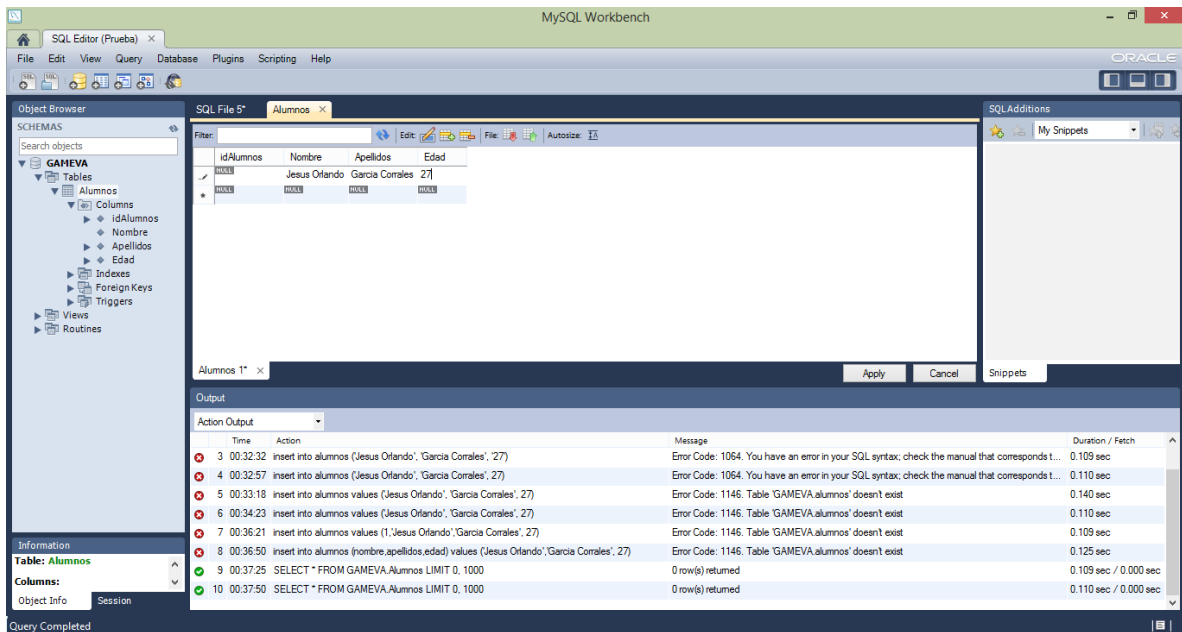 MySQL Workbench
SQL Editor (Prueba)
File Edit View Query Database Plugins Scripting Help
ORACLE
Object Browser
SCHEMAS
Search objects
GAMEVA
Tables
Alumnos
Columns
idAlumnos
Nombre
Apellidos
Edad
Indexes
Foreign Keys
Triggers
Views
Routines
Information
Table: Alumnos
Columns:
Object Info Session
Query Completed
SQL File 5* Alumnos
Filter: Edit: File: Autosize:
idAlumnos Nombre Apellidos Edad
NULL Jesus Orlando Garcia Corrales 27
NULL NULL NULL NULL
Alumnos 1*
Apply Cancel
SQLAdditions
My Snippets
Snippets
Output
Action Output
Time Action Message Duration / Fetch
3 00:32:32 insert into alumnos ('Jesus Orlando', 'Garcia Corrales', '27') Error Code: 1064. You have an error in your SQL syntax; check the manual that corresponds t... 0.109 sec
4 00:32:57 insert into alumnos ('Jesus Orlando', 'Garcia Corrales', 27) Error Code: 1064. You have an error in your SQL syntax; check the manual that corresponds t... 0.110 sec
5 00:33:18 insert into alumnos values ('Jesus Orlando', 'Garcia Corrales', 27) Error Code: 1146. Table 'GAMEVA.alumnos' doesn't exist 0.140 sec
6 00:34:23 insert into alumnos values ('Jesus Orlando', 'Garcia Corrales', 27) Error Code: 1146. Table 'GAMEVA.alumnos' doesn't exist 0.110 sec
7 00:36:21 insert into alumnos values (1,'Jesus Orlando','Garcia Corrales', 27) Error Code: 1146. Table 'GAMEVA.alumnos' doesn't exist 0.109 sec
8 00:36:50 insert into alumnos (nombre,apellidos,edad) values ('Jesus Orlando','Garcia Corrales', 27) Error Code: 1146. Table 'GAMEVA.alumnos' doesn't exist 0.125 sec
9 00:37:25 SELECT * FROM GAMEVA.Alumnos LIMIT 0, 1000 0 row(s) returned 0.109 sec / 0.000 sec
10 00:37:50 SELECT * FROM GAMEVA.Alumnos LIMIT 0, 1000 0 row(s) returned 0.110 sec / 0.000 sec